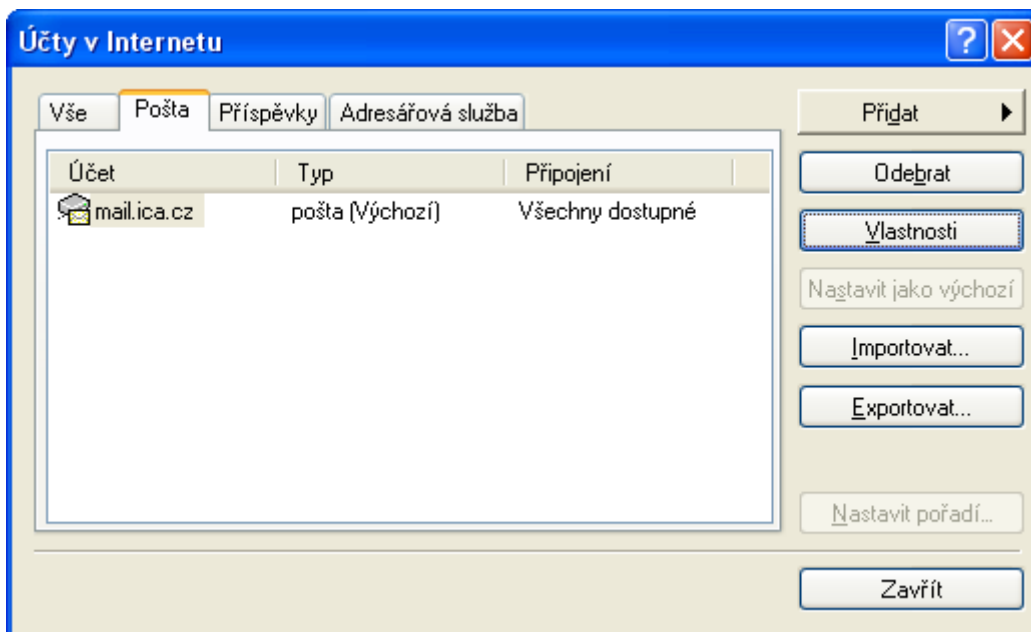 Účty v Internetu
Vše Pošta Příspěvky Adresářová služba
Účet Typ Připojení
mail.ica.cz pošta (Výchozí) Všechny dostupné
Přidat
Odebrat
Vlastnosti
Nastavit jako výchozí
Importovat...
Exportovat...
Nastavit pořadí...
Zavřít